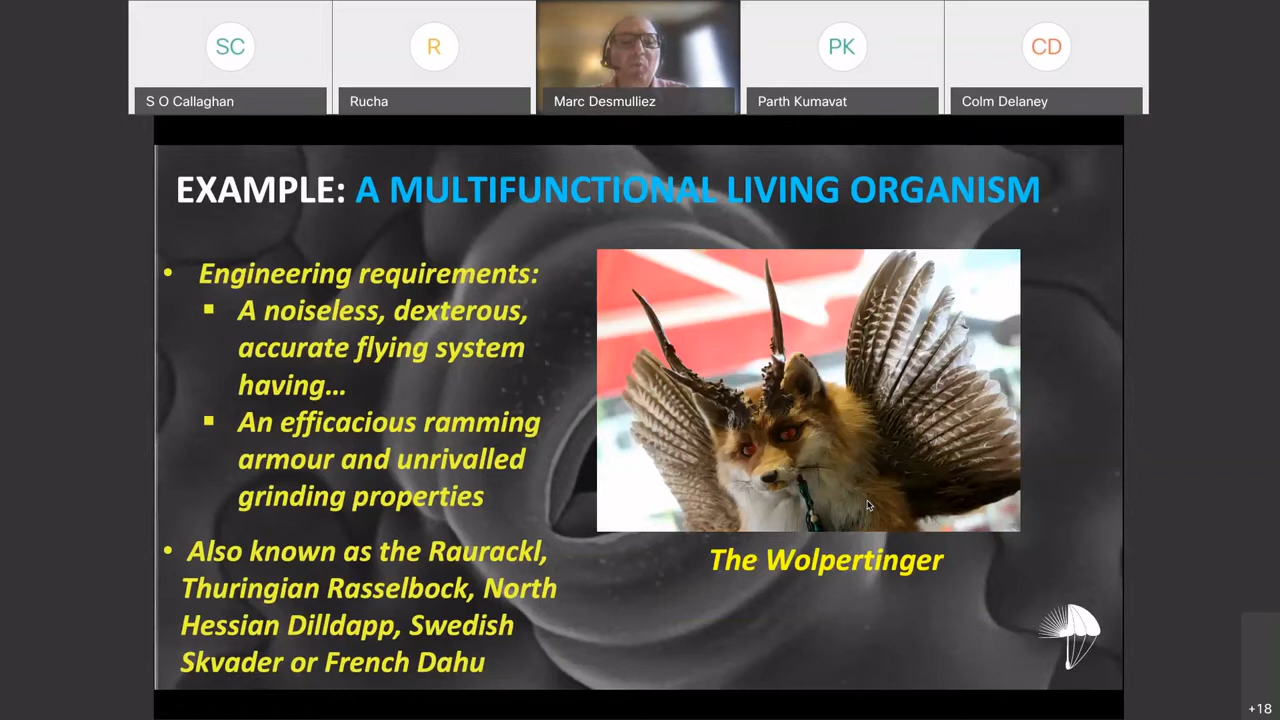 SC
R
PK
CD
S O Callaghan
Rucha
Marc Desmulliez
Parth Kumavat
Colm Delaney
EXAMPLE: A MULTIFUNCTIONAL LIVING ORGANISM
• Engineering requirements:
▪ A noiseless, dexterous,
accurate flying system
having…
▪ An efficacious ramming
armour and unrivalled
grinding properties
• Also known as the Raurackl,
Thuringian Rasselbock, North
Hessian Dilldapp, Swedish
Skvader or French Dahu
The Wolpertinger
+18